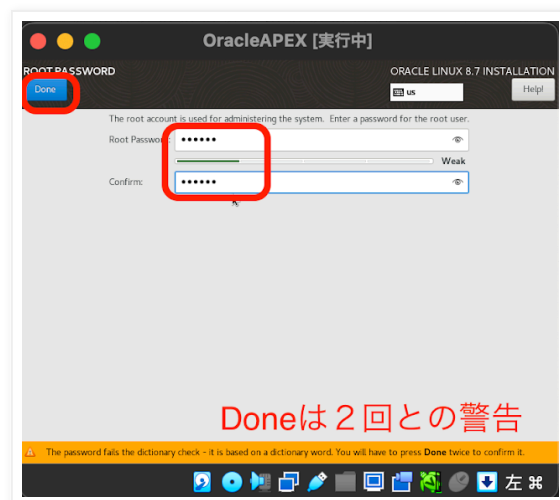 OracleAPEX [実行中]
ROOT PASSWORD
ORACLE LINUX 8.7 INSTALLATION
Done
us
Help!
The root account is used for administering the system. Enter a password for the root user.
Root Password:
••••••
Weak
Confirm:
••••••
Doneは２回との警告
The password fails the dictionary check - it is based on a dictionary word. You will have to press Done twice to confirm it.
左 ⌘